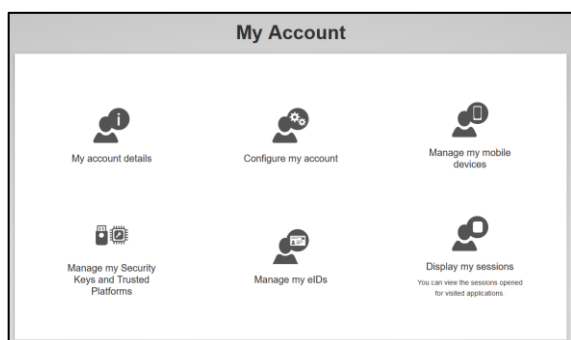 My Account
My account details
Configure my account
Manage my mobile
devices
Manage my Security
Keys and Trusted
Platforms
Manage my eIDs
Display my sessions
You can view the sessions opened
for visited applications.